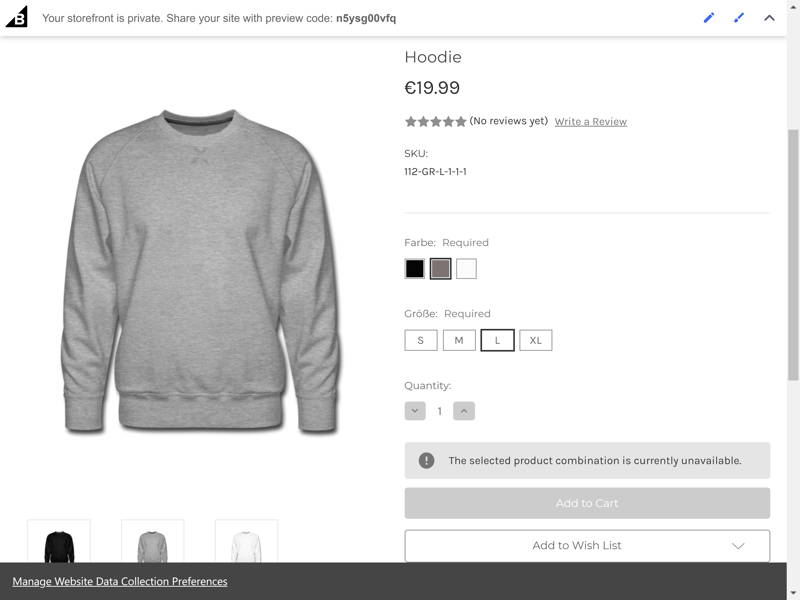 B
Your storefront is private. Share your site with preview code: n5ysg00vfq
Hoodie
€19.99
(No reviews yet) Write a Review
SKU:
112-GR-L-1-1-1
Farbe: Required
Größe: Required
S M L XL
Quantity:
1
The selected product combination is currently unavailable.
Add to Cart
Add to Wish List
Manage Website Data Collection Preferences